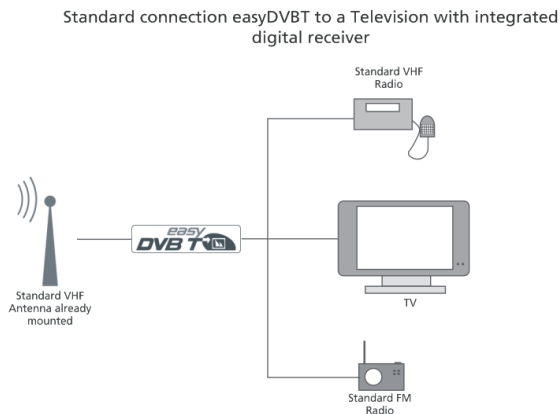 Standard connection easyDVBT to a Television with integrated
digital receiver
Standard VHF
Radio
easy
DVB T
Standard VHF
Antenna already
mounted
TV
Standard FM
Radio